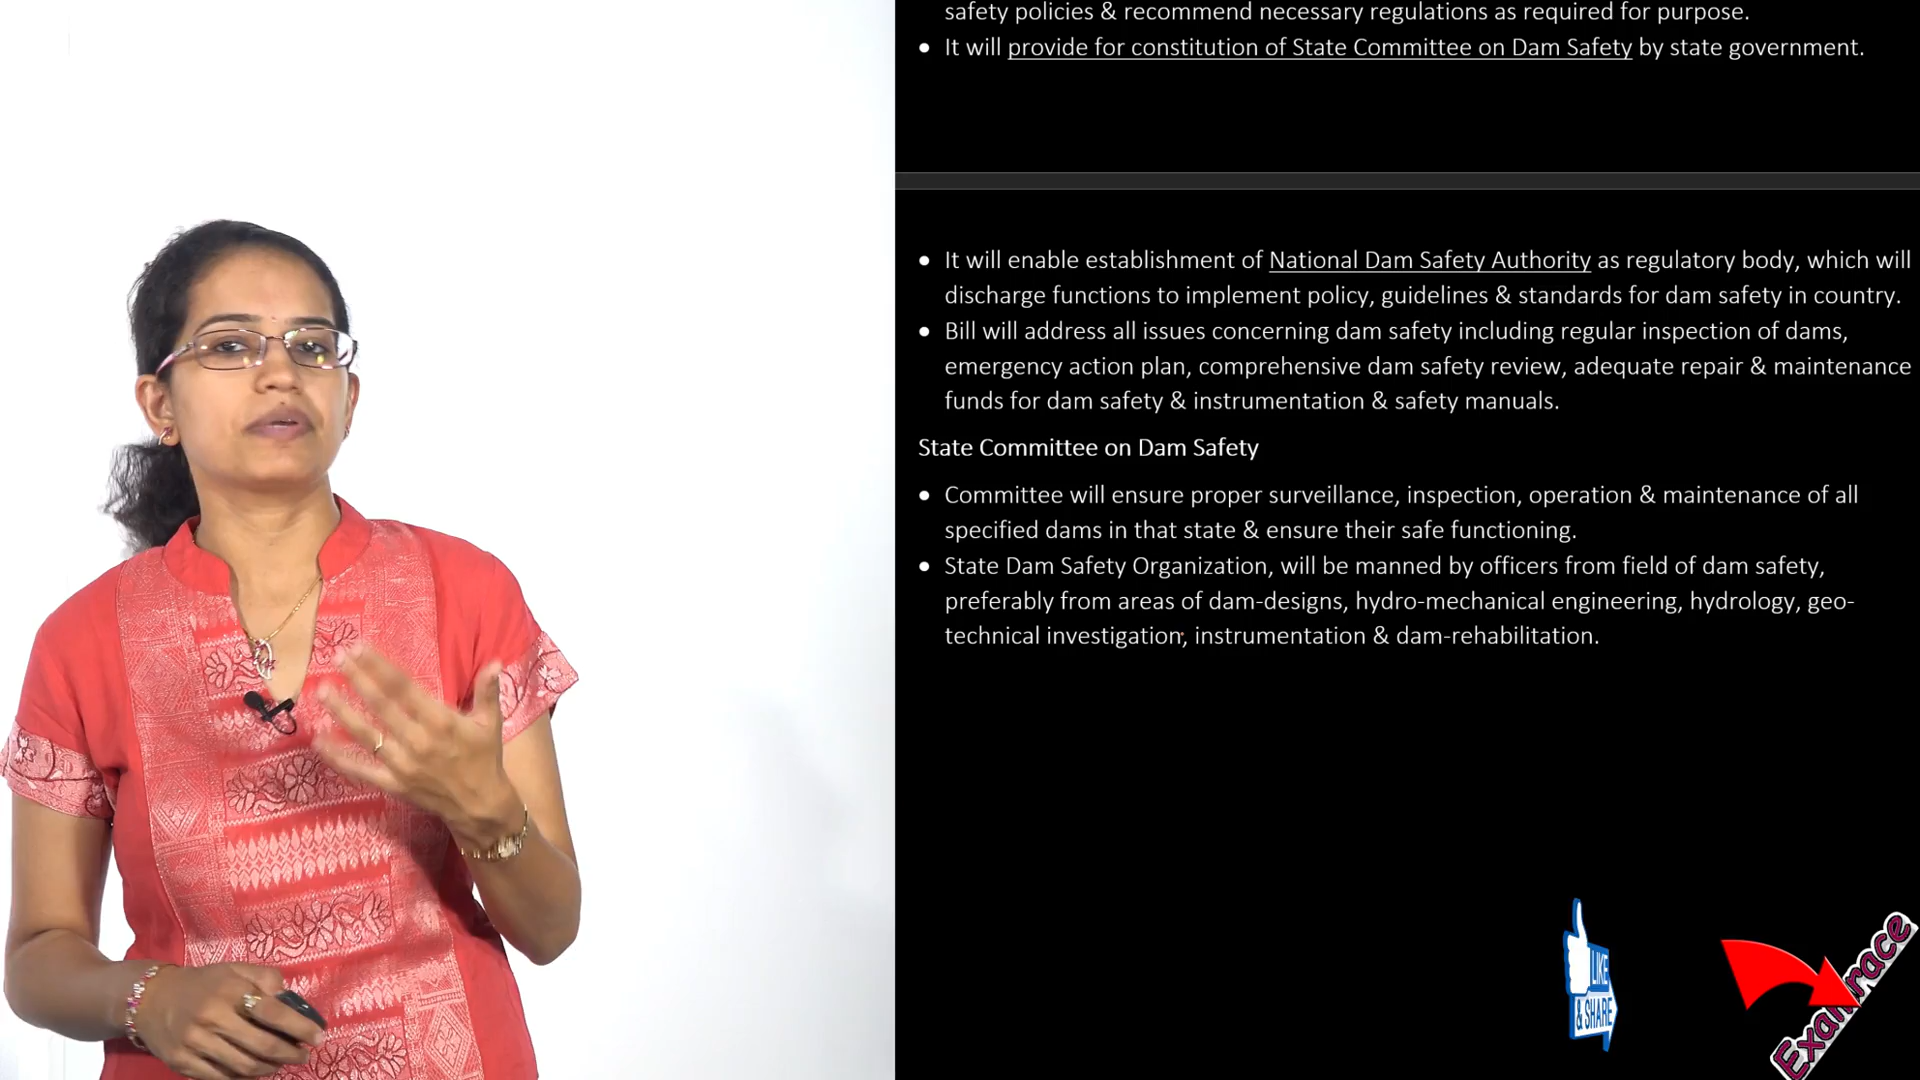 safety policies & recommend necessary regulations as required for purpose.
• It will provide for constitution of State Committee on Dam Safety by state government.
• It will enable establishment of National Dam Safety Authority as regulatory body, which will
discharge functions to implement policy, guidelines & standards for dam safety in country.
• Bill will address all issues concerning dam safety including regular inspection of dams,
emergency action plan, comprehensive dam safety review, adequate repair & maintenance
funds for dam safety & instrumentation & safety manuals.
State Committee on Dam Safety
• Committee will ensure proper surveillance, inspection, operation & maintenance of all
specified dams in that state & ensure their safe functioning.
• State Dam Safety Organization, will be manned by officers from field of dam safety,
preferably from areas of dam-designs, hydro-mechanical engineering, hydrology, geo-
technical investigation, instrumentation & dam-rehabilitation.
LIKE
& SHARE